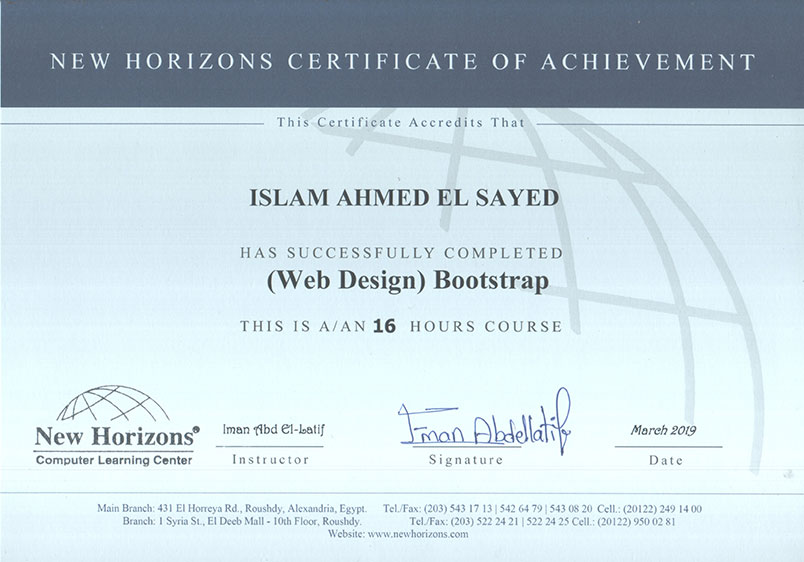 NEW HORIZONS CERTIFICATE OF ACHIEVEMENT
This Certificate Accredits That
ISLAM AHMED EL SAYED
HAS SUCCESSFULLY COMPLETED
(Web Design) Bootstrap
THIS IS A/AN 16 HOURS COURSE
New Horizons®
Computer Learning Center
Iman Abd El-Latif
Instructor
Iman Abdellatif
Signature
March 2019
Date
Main Branch: 431 El Horreya Rd., Roushdy, Alexandria, Egypt. Tel./Fax: (203) 543 17 13 | 542 64 79 | 543 08 20 Cell.: (20122) 249 14 00
Branch: 1 Syria St., El Deeb Mall - 10th Floor, Roushdy. Tel./Fax: (203) 522 24 21 | 522 24 25 Cell.: (20122) 950 02 81
Website: www.newhorizons.com